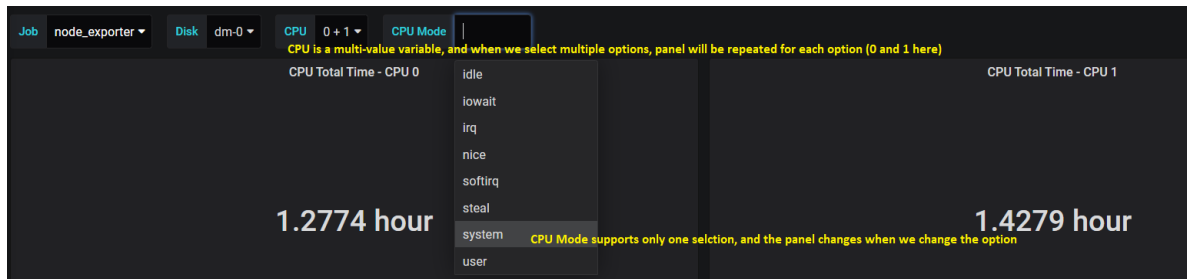 Job node_exporter Disk dm-0 CPU 0 + 1 CPU Mode
CPU is a multi-value variable, and when we select multiple options, panel will be repeated for each option (0 and 1 here)
CPU Total Time - CPU 0
CPU Total Time - CPU 1
idle
iowait
irq
nice
softirq
steal
system
user
1.2774 hour
1.4279 hour
CPU Mode supports only one selction, and the panel changes when we change the option